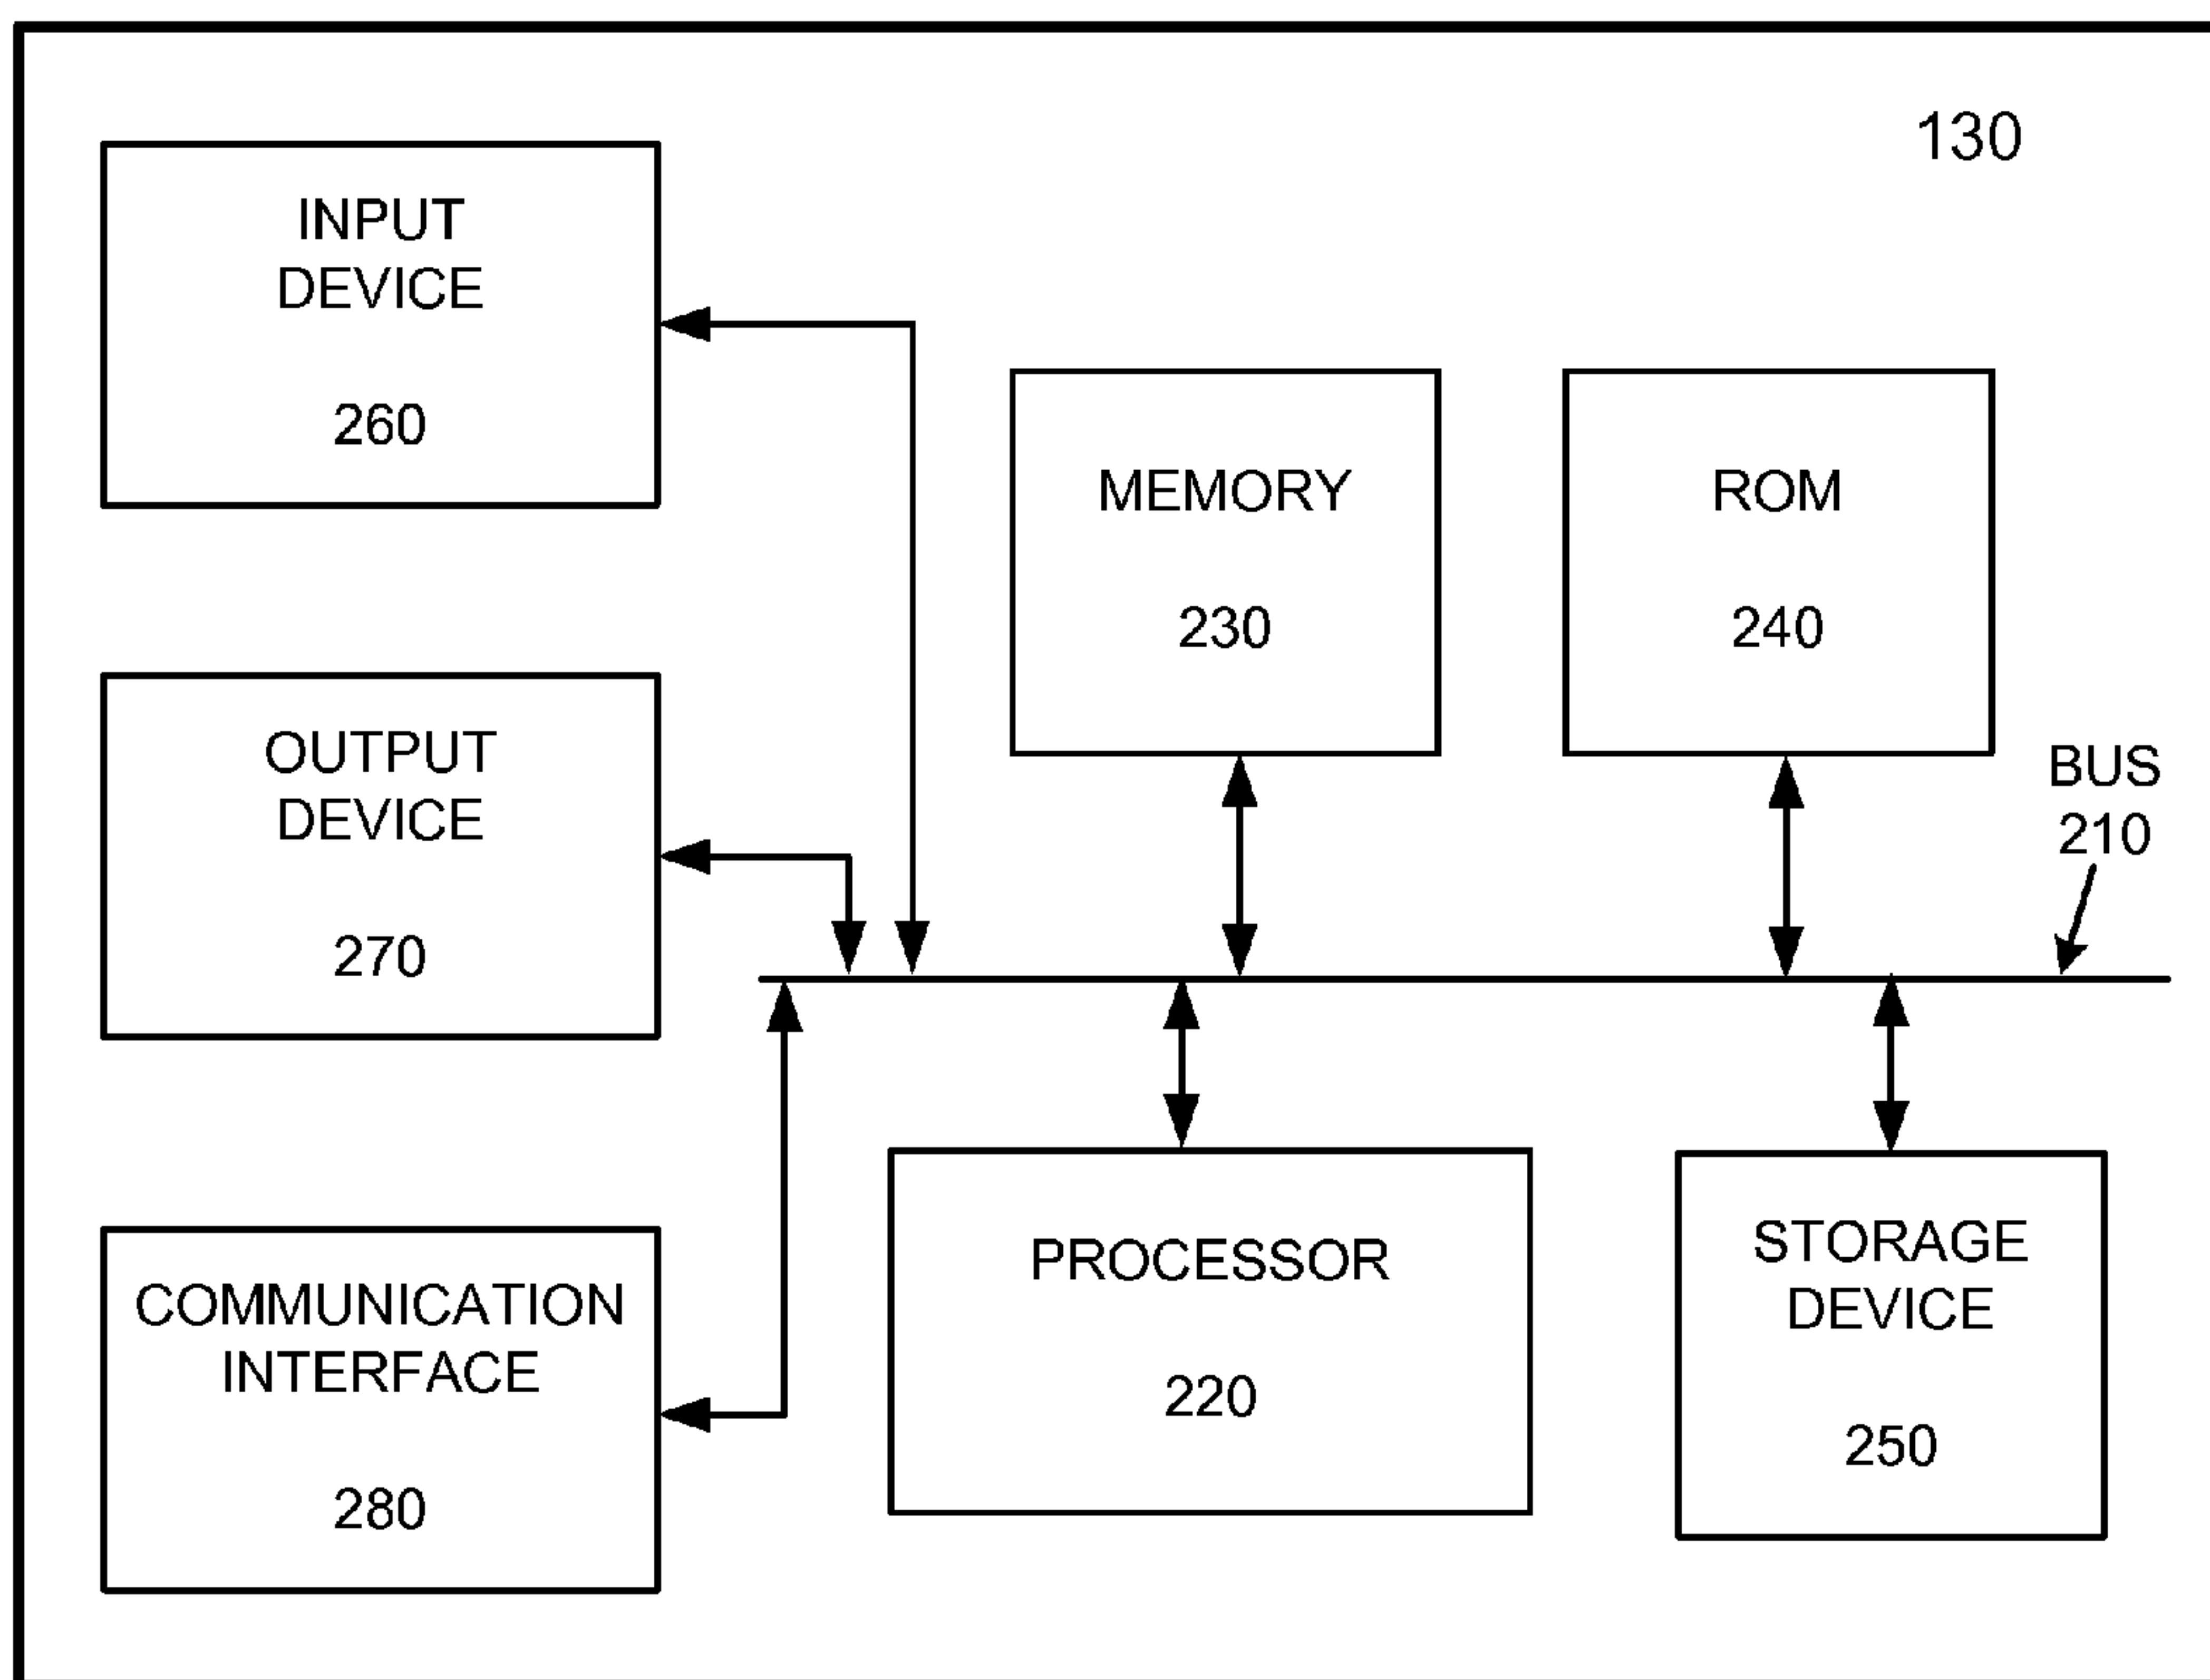 130
INPUT
DEVICE
260
MEMORY
230
ROM
240
OUTPUT
DEVICE
270
BUS
210
COMMUNICATION
INTERFACE
280
PROCESSOR
220
STORAGE
DEVICE
250